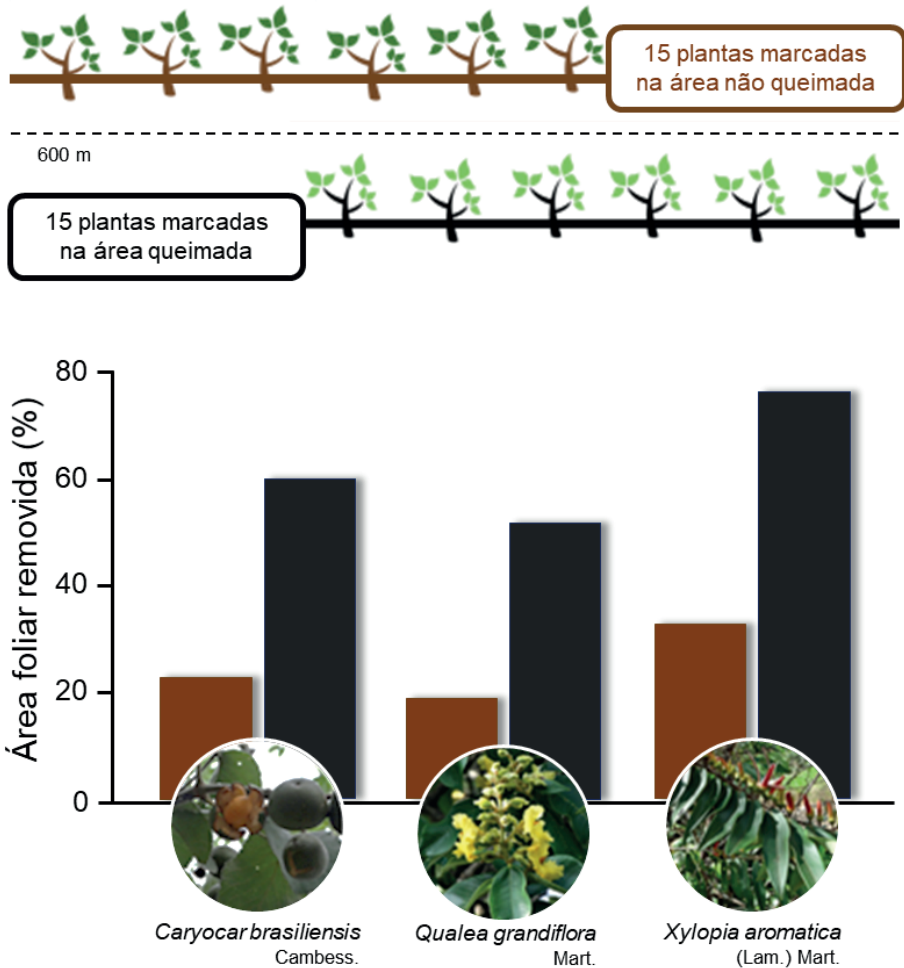 15 plantas marcadas
na área não queimada
600 m
15 plantas marcadas
na área queimada
Área foliar removida (%)
80
60
40
20
0
Caryocar brasiliensis
Cambess.
Qualea grandiflora
Mart.
Xylopia aromatica
(Lam.) Mart.